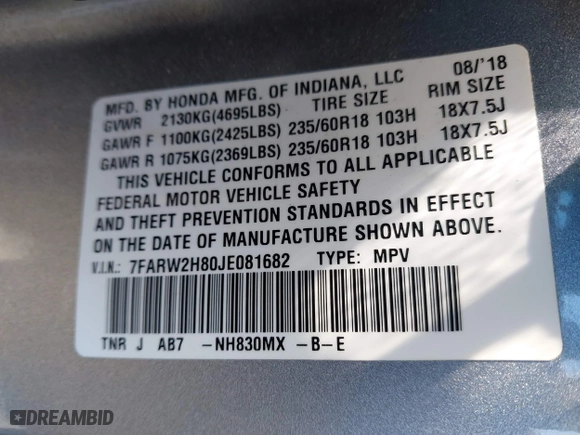 MFD. BY HONDA MFG. OF INDIANA, LLC 08/'18
GVWR 2130KG(4695LBS) TIRE SIZE RIM SIZE
GAWR F 1100KG(2425LBS) 235/60R18 103H 18X7.5J
GAWR R 1075KG(2369LBS) 235/60R18 103H 18X7.5J
THIS VEHICLE CONFORMS TO ALL APPLICABLE
FEDERAL MOTOR VEHICLE SAFETY
AND THEFT PREVENTION STANDARDS IN EFFECT
ON THE DATE OF MANUFACTURE SHOWN ABOVE.
V.I.N.: 7FARW2H80JE081682 TYPE: MPV
TNR J AB7 -NH830MX -B-E
DREAMBID